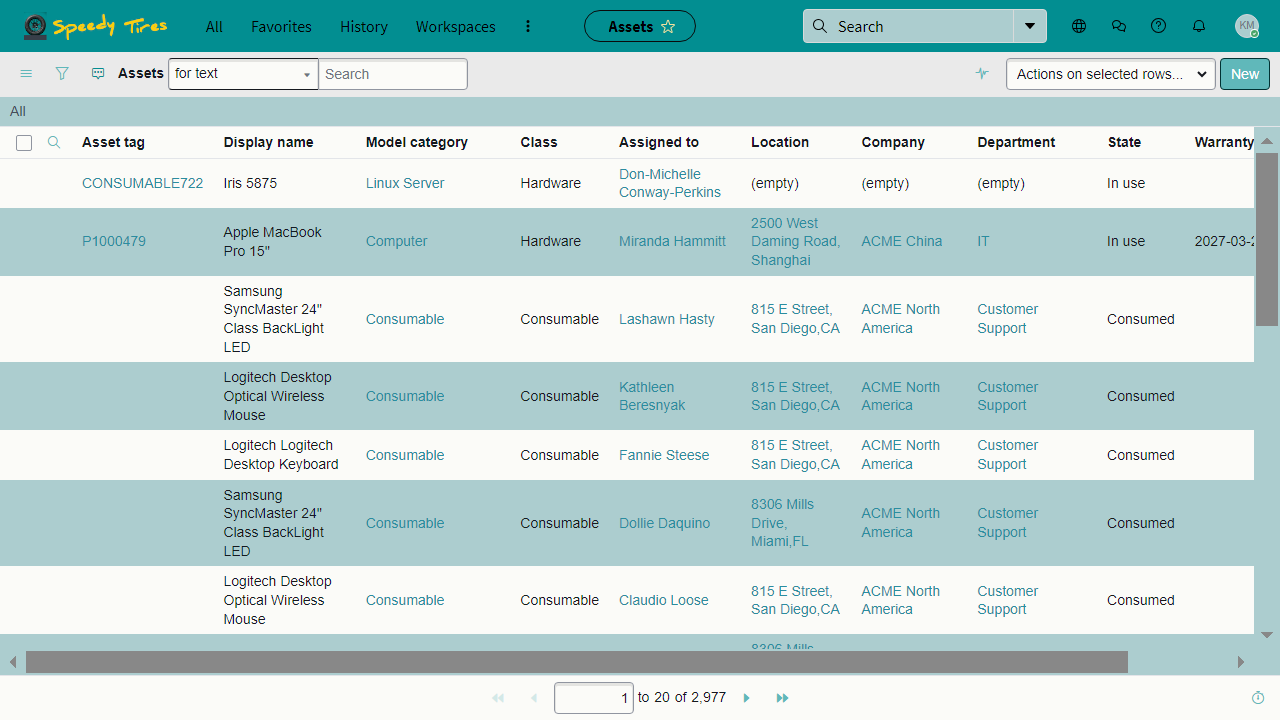 Speedy Tires All Favorites History Workspaces Assets Search KM
Assets for text Search Actions on selected rows... New
All
Asset tag Display name Model category Class Assigned to Location Company Department State Warranty
CONSUMABLE722 Iris 5875 Linux Server Hardware Don-Michelle Conway-Perkins (empty) (empty) (empty) In use
P1000479 Apple MacBook Pro 15" Computer Hardware Miranda Hammitt 2500 West Daming Road, Shanghai ACME China IT In use 2027-03-2
Samsung SyncMaster 24" Class BackLight LED Consumable Consumable Lashawn Hasty 815 E Street, San Diego,CA ACME North America Customer Support Consumed
Logitech Desktop Optical Wireless Mouse Consumable Consumable Kathleen Beresnyak 815 E Street, San Diego,CA ACME North America Customer Support Consumed
Logitech Logitech Desktop Keyboard Consumable Consumable Fannie Steese 815 E Street, San Diego,CA ACME North America Customer Support Consumed
Samsung SyncMaster 24" Class BackLight LED Consumable Consumable Dollie Daquino 8306 Mills Drive, Miami,FL ACME North America Customer Support Consumed
Logitech Desktop Optical Wireless Mouse Consumable Consumable Claudio Loose 815 E Street, San Diego,CA ACME North America Customer Support Consumed
8306 Mills
1 to 20 of 2,977